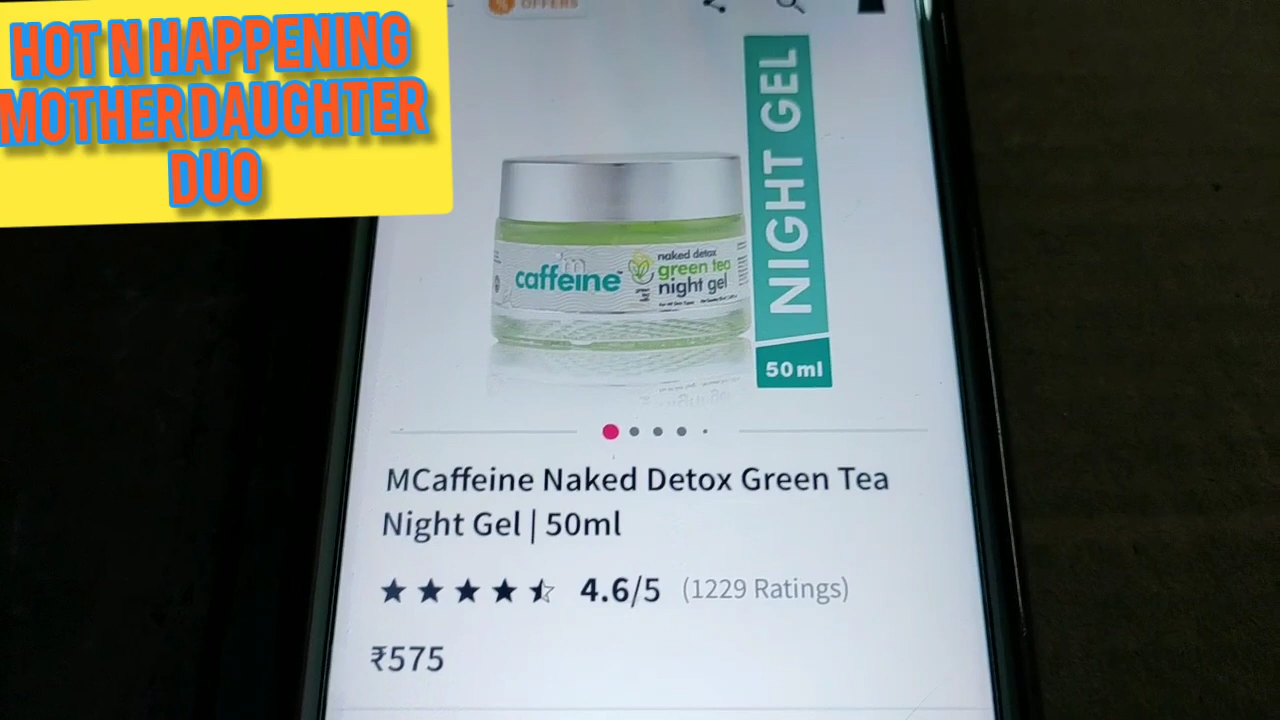 HOT N HAPPENING
MOTHER DAUGHTER
DUO
OFFERS
NIGHT GEL
50 ml
m
caffeine
naked detox
green tea
night gel
MCaffeine Naked Detox Green Tea
Night Gel | 50ml
4.6/5 (1229 Ratings)
₹575